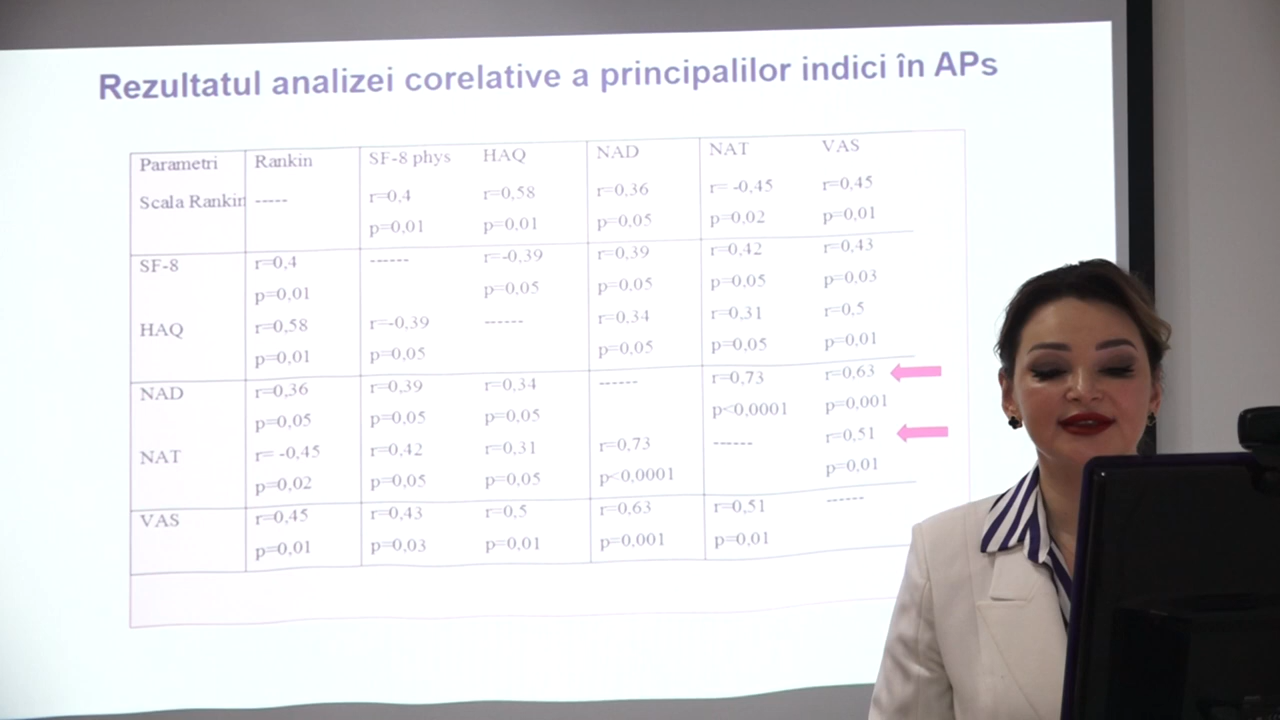 Rezultatul analizei corelative a principalilor indici în APs
Parametri Rankin SF-8 phys HAQ NAD NAT VAS
Scala Rankin ----- r=0,4 r=0,58 r=0,36 r= -0,45 r=0,45
p=0,01 p=0,01 p=0,05 p=0,02 p=0,01
SF-8 r=0,4 ------ r=-0,39 r=0,39 r=0,42 r=0,43
p=0,01 p=0,05 p=0,05 p=0,05 p=0,03
HAQ r=0,58 r=-0,39 ------ r=0,34 r=0,31 r=0,5
p=0,01 p=0,05 p=0,05 p=0,05 p=0,01
NAD r=0,36 r=0,39 r=0,34 ------ r=0,73 r=0,63
p=0,05 p=0,05 p=0,05 p<0,0001 p=0,001
NAT r= -0,45 r=0,42 r=0,31 r=0,73 ------ r=0,51
p=0,02 p=0,05 p=0,05 p<0,0001 p=0,01
VAS r=0,45 r=0,43 r=0,5 r=0,63 r=0,51 ------
p=0,01 p=0,03 p=0,01 p=0,001 p=0,01